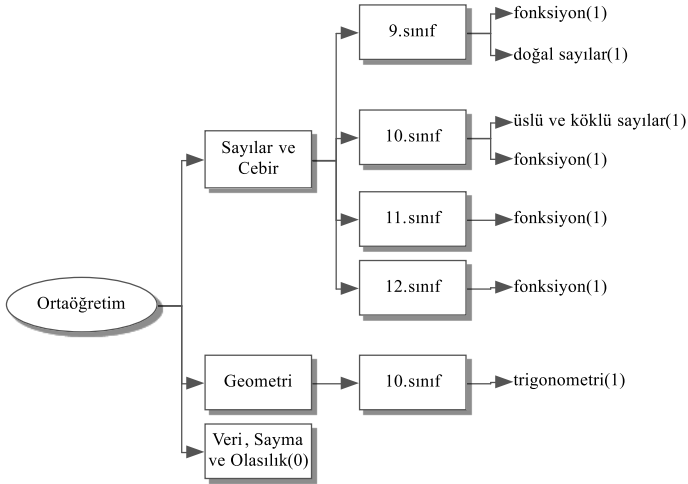 Ortaöğretim
Sayılar ve
Cebir
9.sınıf
fonksiyon(1)
doğal sayılar(1)
10.sınıf
üslü ve köklü sayılar(1)
fonksiyon(1)
11.sınıf
fonksiyon(1)
12.sınıf
fonksiyon(1)
Geometri
10.sınıf
trigonometri(1)
Veri, Sayma
ve Olasılık(0)